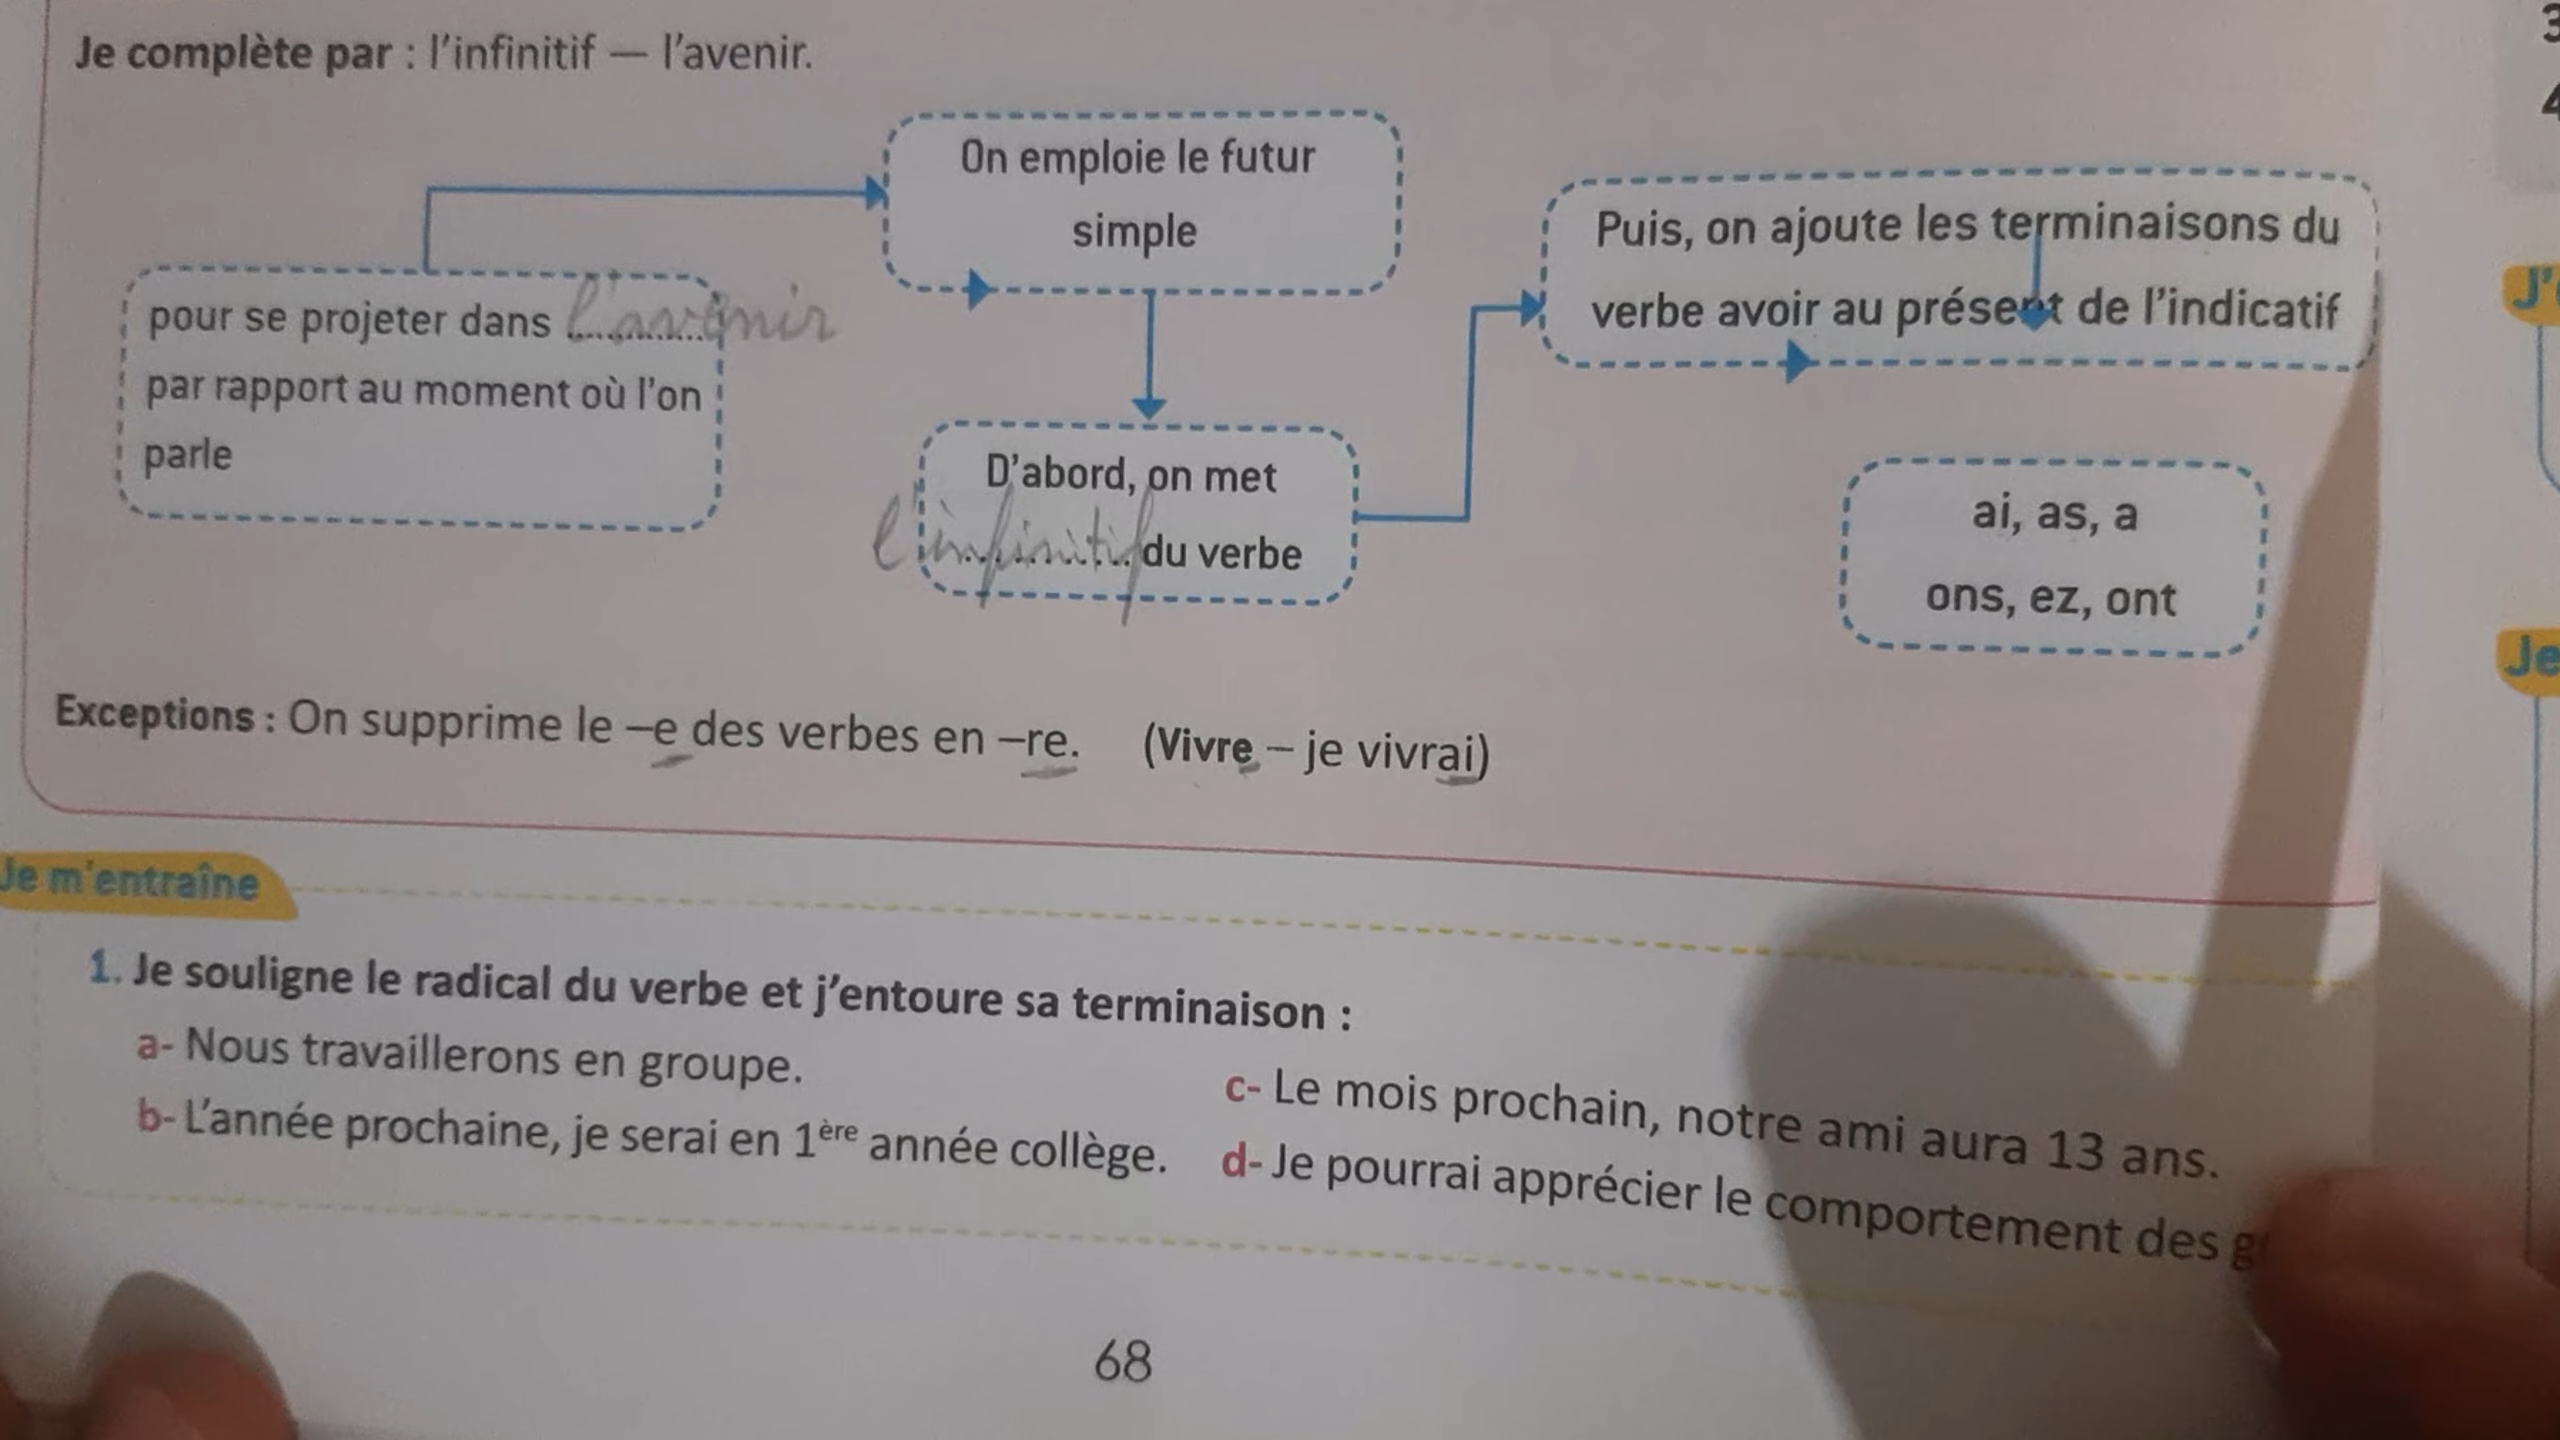 Je complète par : l'infinitif — l'avenir.
On emploie le futur
simple
pour se projeter dans l'avenir
par rapport au moment où l'on
parle
D'abord, on met
l'infinitif du verbe
Puis, on ajoute les terminaisons du
verbe avoir au présent de l'indicatif
ai, as, a
ons, ez, ont
Exceptions : On supprime le –e des verbes en –re. (Vivre – je vivrai)
Je m'entraîne
1. Je souligne le radical du verbe et j'entoure sa terminaison :
a- Nous travaillerons en groupe.
b- L'année prochaine, je serai en 1ère année collège.
c- Le mois prochain, notre ami aura 13 ans.
d- Je pourrai apprécier le comportement des
68
3
4
Je